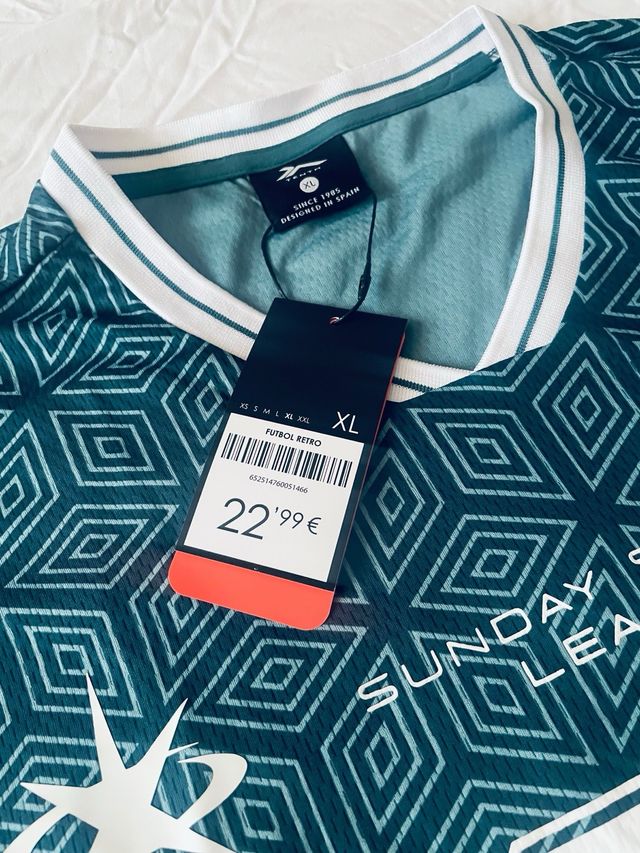 TENTH
XL
SINCE 1985
DESIGNED IN SPAIN
XS S M L XL XXL
XL
FUTBOL RETRO
652514760051466
22'99€
SUNDAY
LEA